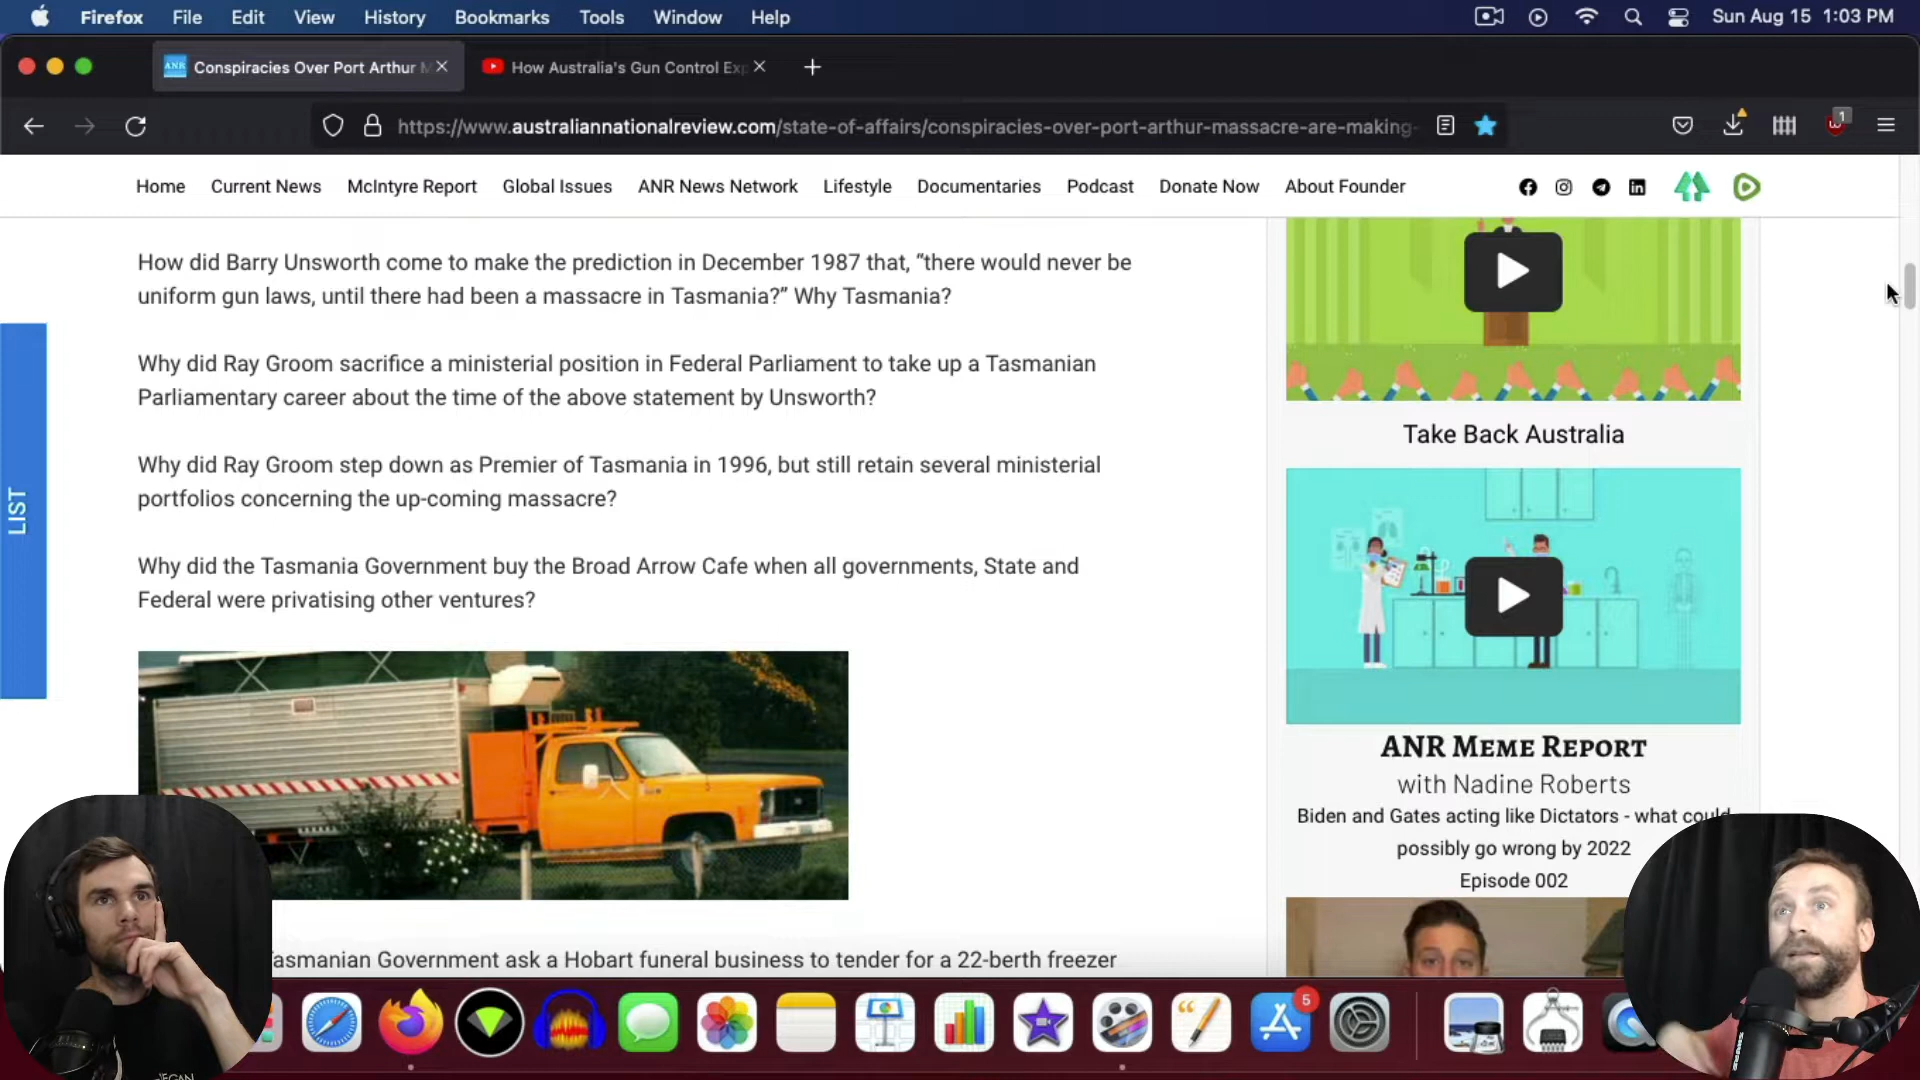 Firefox File Edit View History Bookmarks Tools Window Help
Sun Aug 15 1:03 PM
ANR Conspiracies Over Port Arthur M
How Australia's Gun Control Exp
https://www.australiannationalreview.com/state-of-affairs/conspiracies-over-port-arthur-massacre-are-making-
1
Home Current News McIntyre Report Global Issues ANR News Network Lifestyle Documentaries Podcast Donate Now About Founder
How did Barry Unsworth come to make the prediction in December 1987 that, “there would never be
uniform gun laws, until there had been a massacre in Tasmania?” Why Tasmania?
Why did Ray Groom sacrifice a ministerial position in Federal Parliament to take up a Tasmanian
Parliamentary career about the time of the above statement by Unsworth?
Why did Ray Groom step down as Premier of Tasmania in 1996, but still retain several ministerial
portfolios concerning the up-coming massacre?
Why did the Tasmania Government buy the Broad Arrow Cafe when all governments, State and
Federal were privatising other ventures?
Tasmanian Government ask a Hobart funeral business to tender for a 22-berth freezer
LIST
Take Back Australia
ANR Meme Report
with Nadine Roberts
Biden and Gates acting like Dictators - what could
possibly go wrong by 2022
Episode 002
5